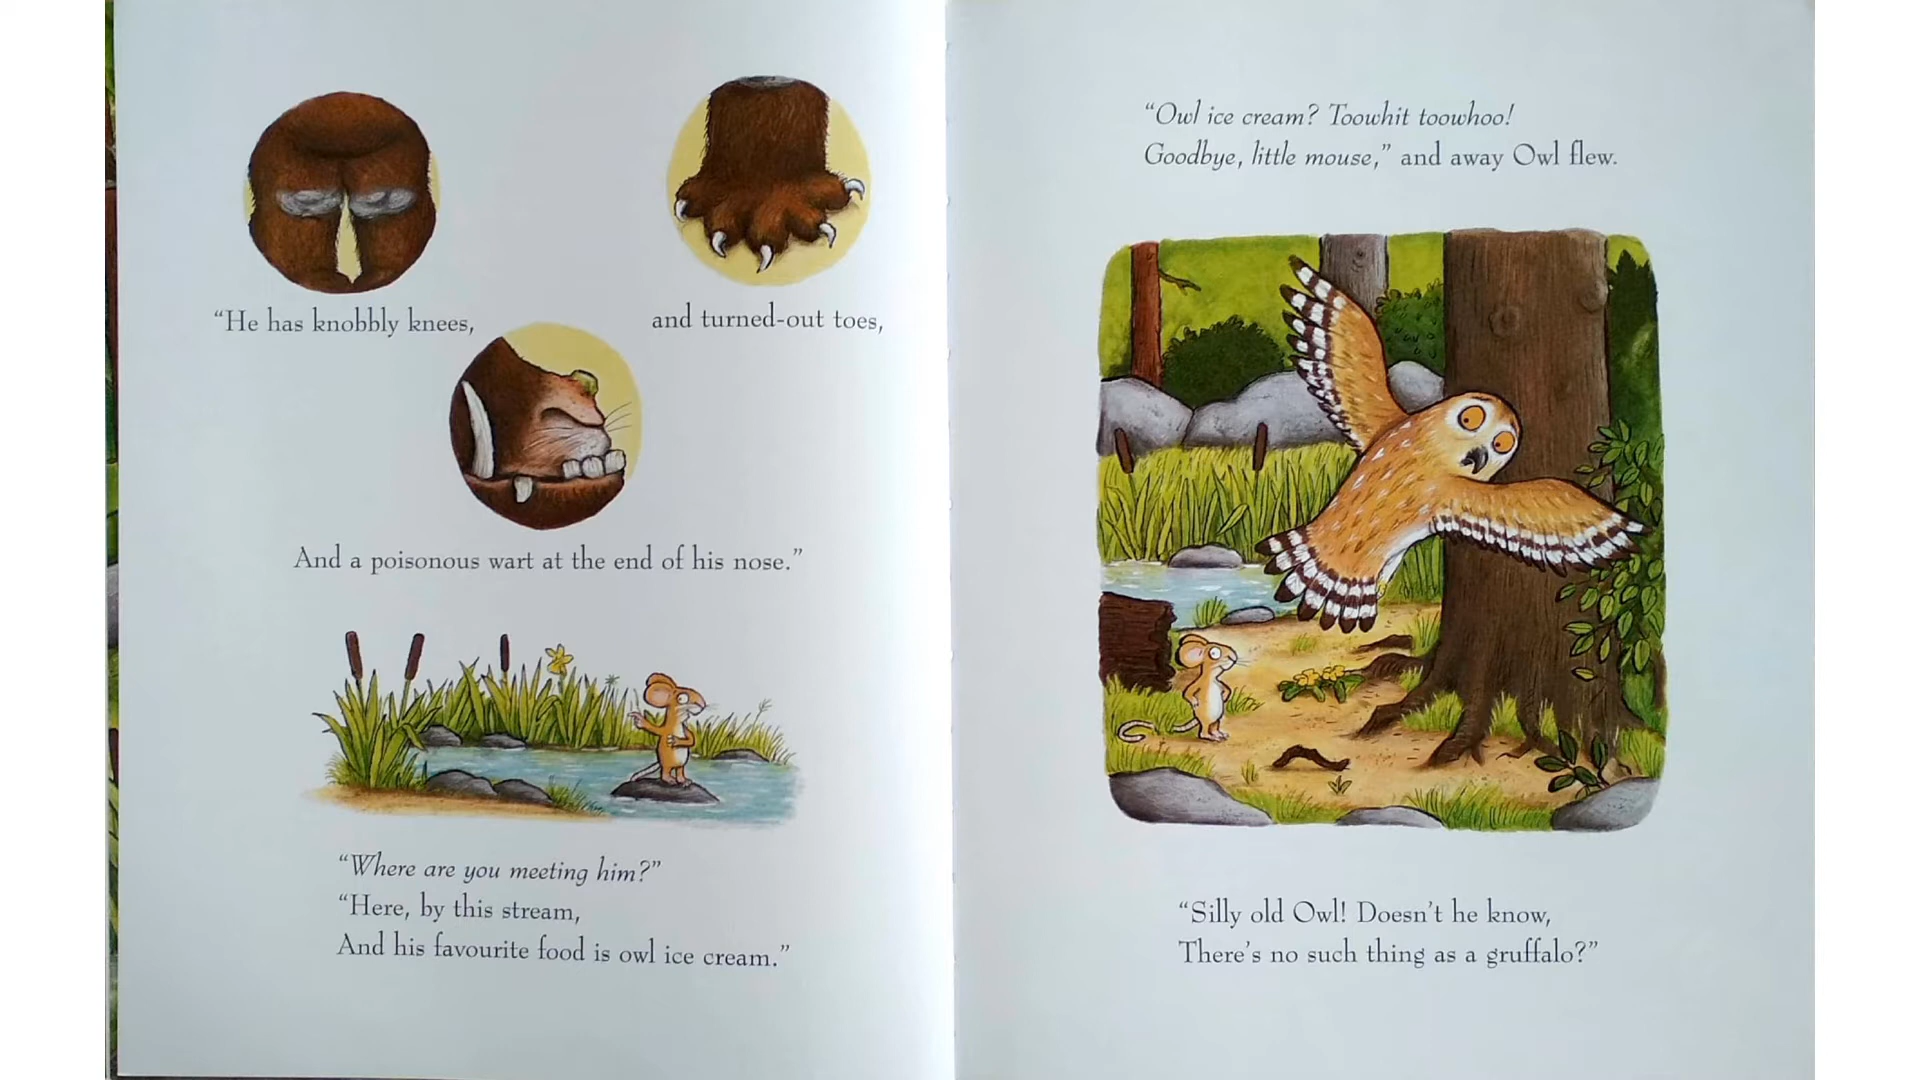 “He has knobbly knees,
and turned-out toes,
And a poisonous wart at the end of his nose.”
“Where are you meeting him?”
“Here, by this stream,
And his favourite food is owl ice cream.”
“Owl ice cream? Toowhit toowhoo!
Goodbye, little mouse,” and away Owl flew.
“Silly old Owl! Doesn’t he know,
There’s no such thing as a gruffalo?”